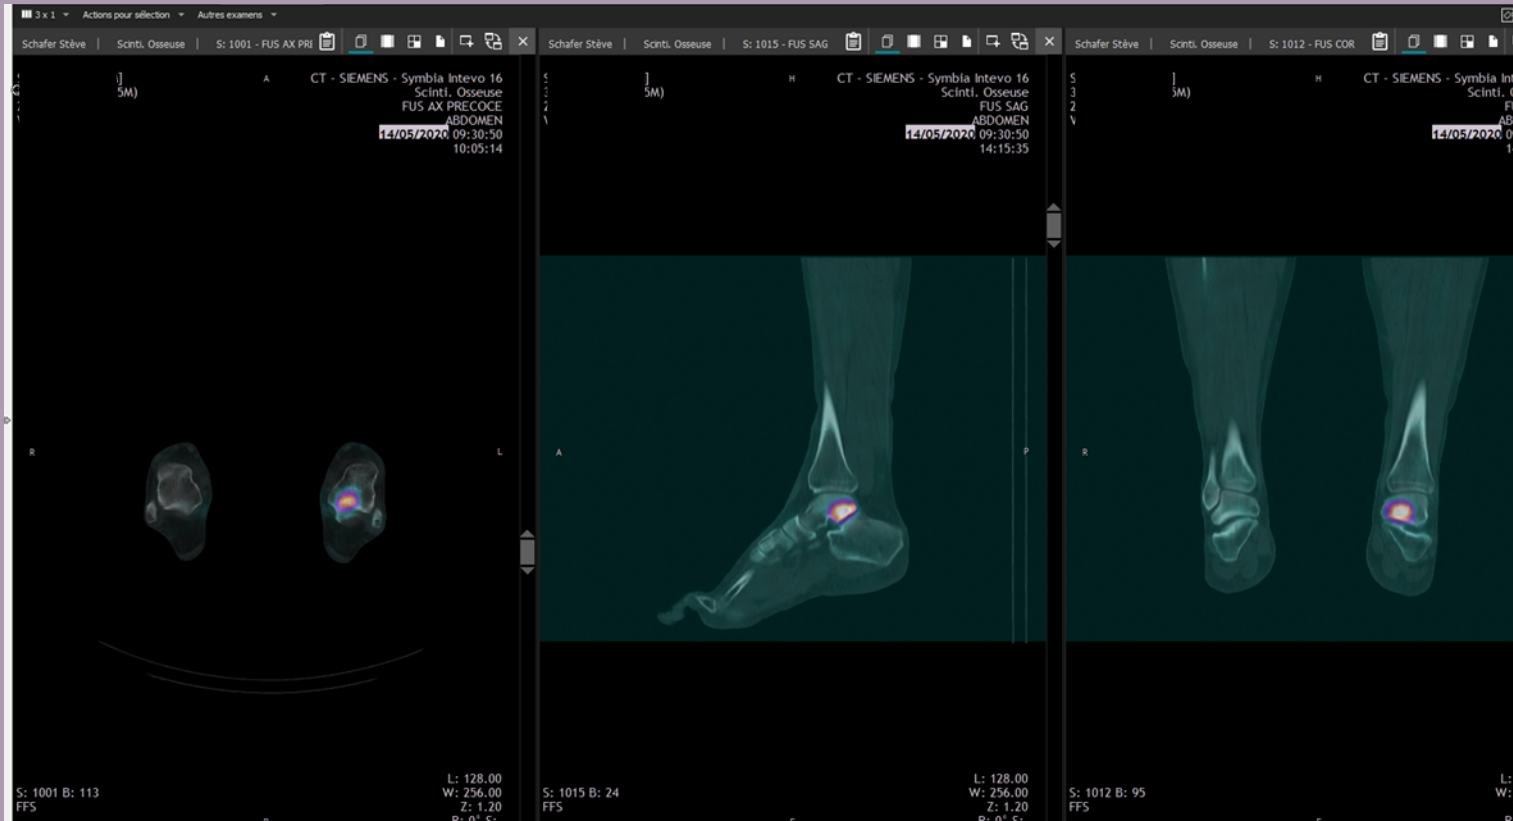 3 x 1 Actions pour sélection Autres examens
Schafer Stève | Scinti. Osseuse | S: 1001 - FUS AX PRE
A
CT - SIEMENS - Symbia Intevo 16
5M) Scinti. Osseuse
FUS AX PRECOCE
ABDOMEN
14/05/2020 09:30:50
10:05:14
R L
L: 128.00
S: 1001 B: 113 W: 256.00
FFS Z: 1.20
Schafer Stève | Scinti. Osseuse | S: 1015 - FUS SAG
H
CT - SIEMENS - Symbia Intevo 16
5M) Scinti. Osseuse
FUS SAG
ABDOMEN
14/05/2020 09:30:50
14:15:35
A P
L: 128.00
S: 1015 B: 24 W: 256.00
FFS Z: 1.20
Schafer Stève | Scinti. Osseuse | S: 1012 - FUS COR
H
CT - SIEMENS - Symbia Int
5M) Scinti.
14/05/2020
R
L:
S: 1012 B: 95 W:
FFS